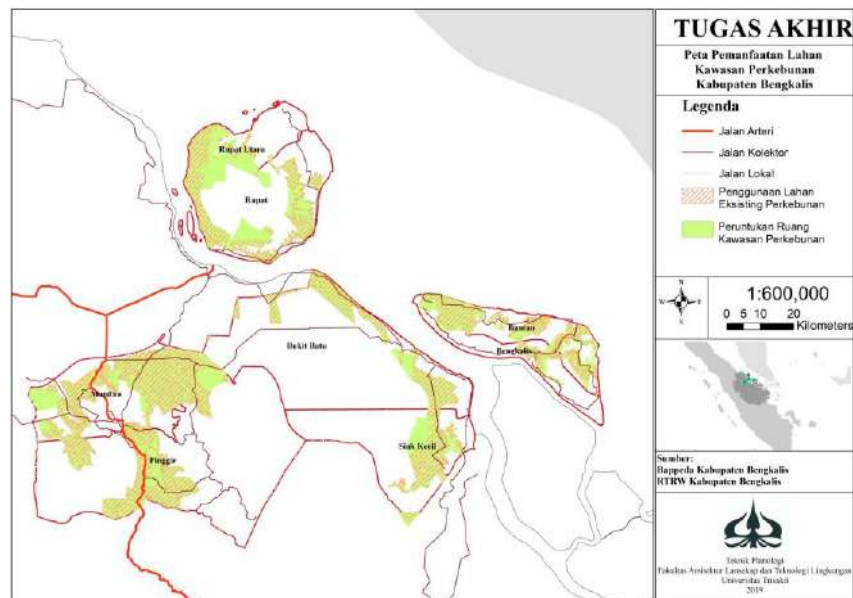 TUGAS AKHIR
Peta Pemanfaatan Lahan
Kawasan Perkebunan
Kabupaten Bengkalis
Legenda
Jalan Arteri
Jalan Kolektor
Jalan Lokal
Penggunaan Lahan
Eksisting Perkebunan
Peruntukan Ruang
Kawasan Perkebunan
N
W
E
S
1:600,000
0 5 10 20
Kilometers
Sumber:
Bappeda Kabupaten Bengkalis
RTRW Kabupaten Bengkalis
Teknik Planologi
Fakultas Arsitektur Lansekap dan Teknologi Lingkungan
Universitas Trisakti
2019
Rupat Utara
Rupat
Bantan
Bengkalis
Bukit Batu
Mandau
Siak Kecil
Pinggir